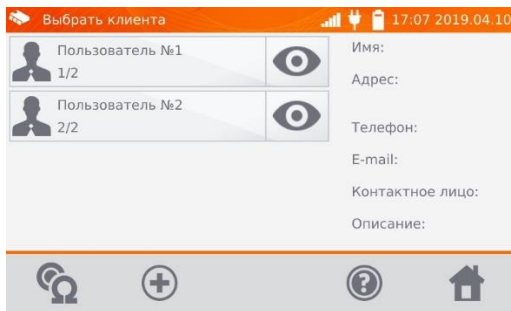 Выбрать клиента
17:07 2019.04.10
Пользователь №1
1/2
Пользователь №2
2/2
Имя:
Адрес:
Телефон:
E-mail:
Контактное лицо:
Описание: